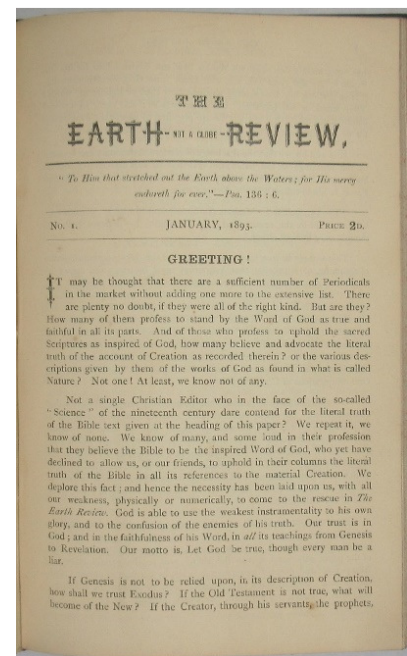 THE
EARTH-NOT A GLOBE-REVIEW.
" To Him that stretched out the Earth above the Waters ; for His mercy
endureth for ever."—Psa. 136 : 6.
No. 1. JANUARY, 1893. PRICE 2D.
GREETING !
IT may be thought that there are a sufficient number of Periodicals
in the market without adding one more to the extensive list. There
are plenty no doubt, if they were all of the right kind. But are they?
How many of them profess to stand by the Word of God as true and
faithful in all its parts. And of those who profess to uphold the sacred
Scriptures as inspired of God, how many believe and advocate the literal
truth of the account of Creation as recorded therein? or the various des-
criptions given by them of the works of God as found in what is called
Nature? Not one! At least, we know not of any.
Not a single Christian Editor who in the face of the so-called
" Science " of the nineteenth century dare contend for the literal truth
of the Bible text given at the heading of this paper? We repeat it, we
know of none. We know of many, and some loud in their profession
that they believe the Bible to be the inspired Word of God, who yet have
declined to allow us, or our friends, to uphold in their columns the literal
truth of the Bible in all its references to the material Creation. We
deplore this fact ; and hence the necessity has been laid upon us, with all
our weakness, physically or numerically, to come to the rescue in The
Earth Review. God is able to use the weakest instrumentality to his own
glory, and to the confusion of the enemies of his truth. Our trust is in
God ; and in the faithfulness of his Word, in all its teachings from Genesis
to Revelation. Our motto is, Let God be true, though every man be a
liar.
If Genesis is not to be relied upon, in its description of Creation,
how shall we trust Exodus? If the Old Testament is not true, what will
become of the New? If the Creator, through his servants, the prophets,